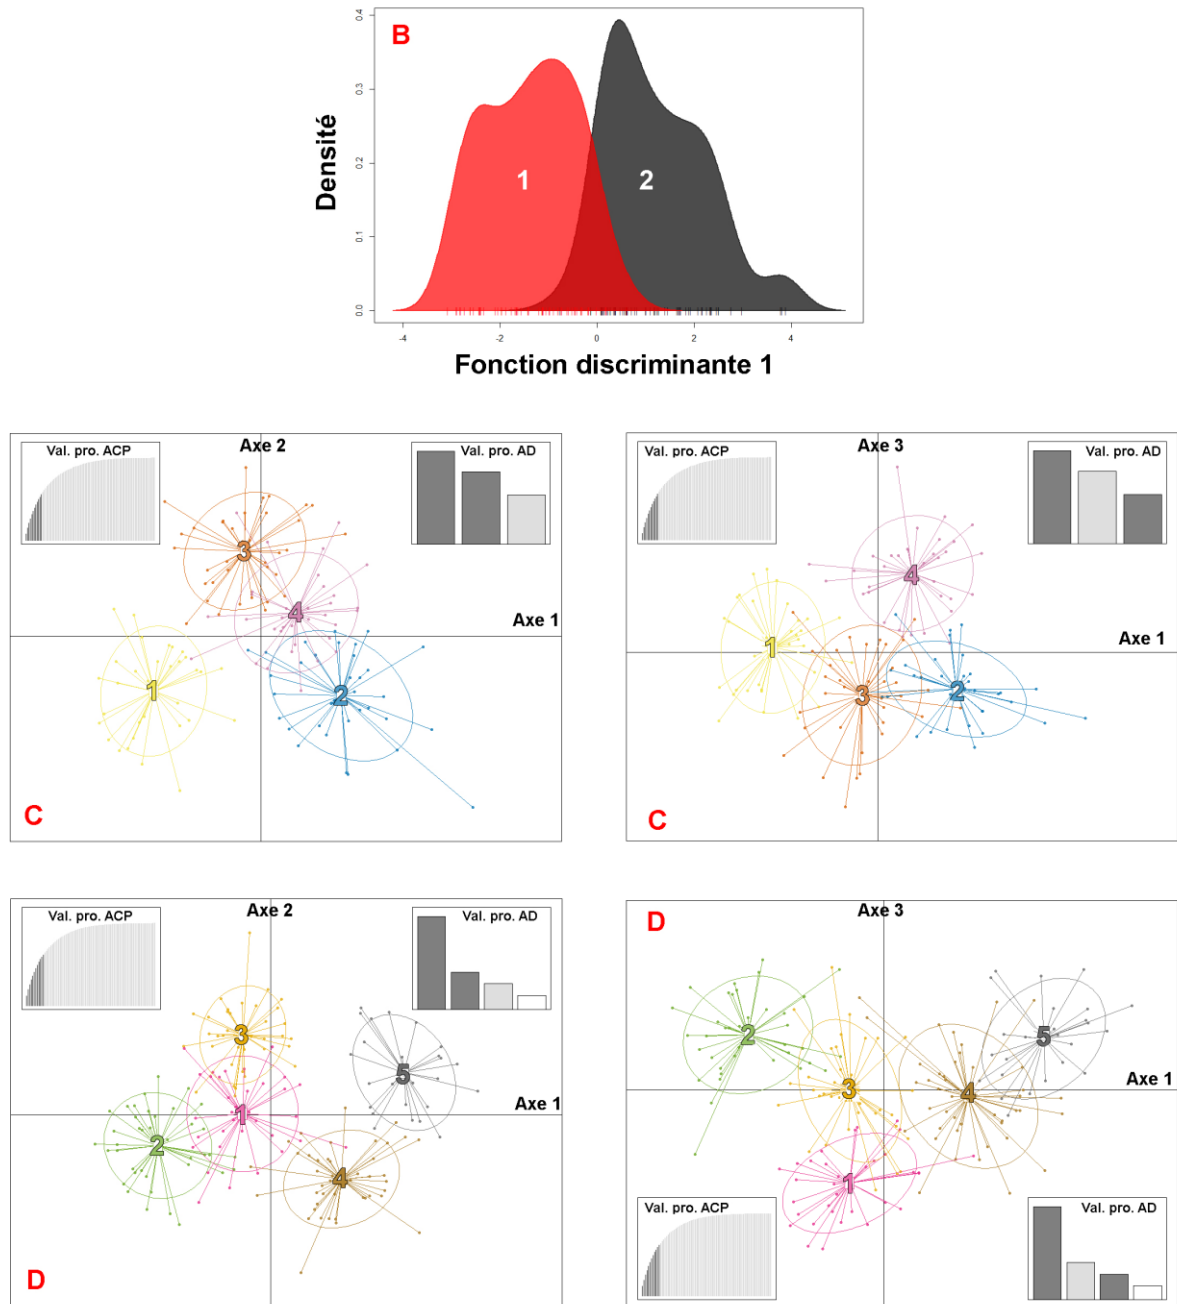 B
Densité
0.4
0.3
0.2
0.1
0.0
1
2
-4
-2
0
2
4
Fonction discriminante 1
Val. pro. ACP
Axe 2
Val. pro. AD
3
4
Axe 1
1
2
C
Val. pro. ACP
Axe 3
Val. pro. AD
4
Axe 1
1
3
2
C
Val. pro. ACP
Axe 2
Val. pro. AD
3
5
Axe 1
1
2
4
D
D
Axe 3
2
5
Axe 1
3
4
1
Val. pro. ACP
Val. pro. AD